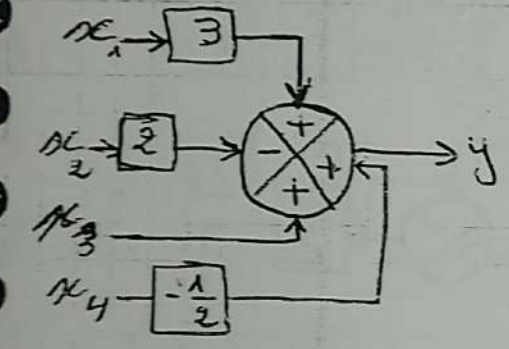 x₁ 3
+
x₂ 2 - + y
+
x₃
x₄ -1/2